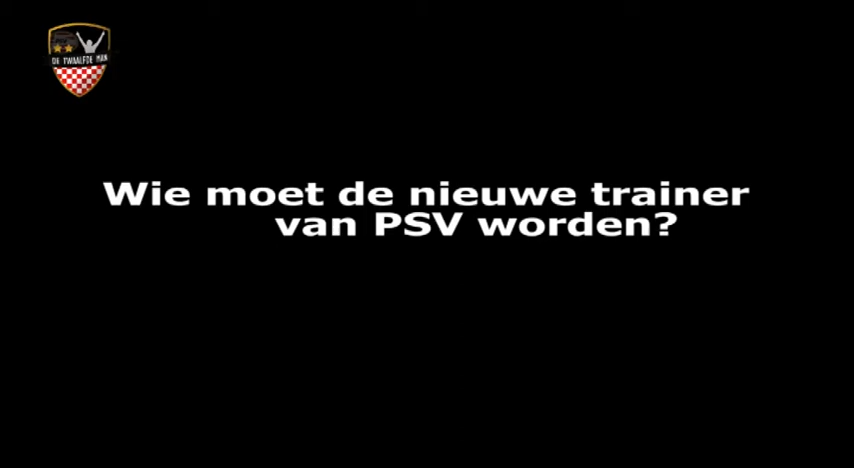 DE TWAALFDE MAN
Wie moet de nieuwe trainer
van PSV worden?